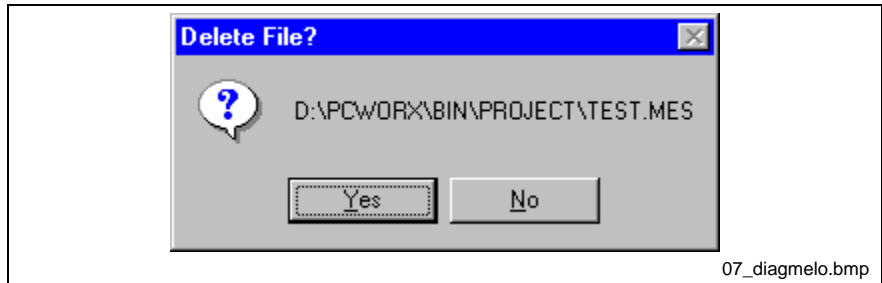 Delete File?
?
D:\PCWORX\BIN\PROJECT\TEST.MES
Yes
No
07_diagmelo.bmp